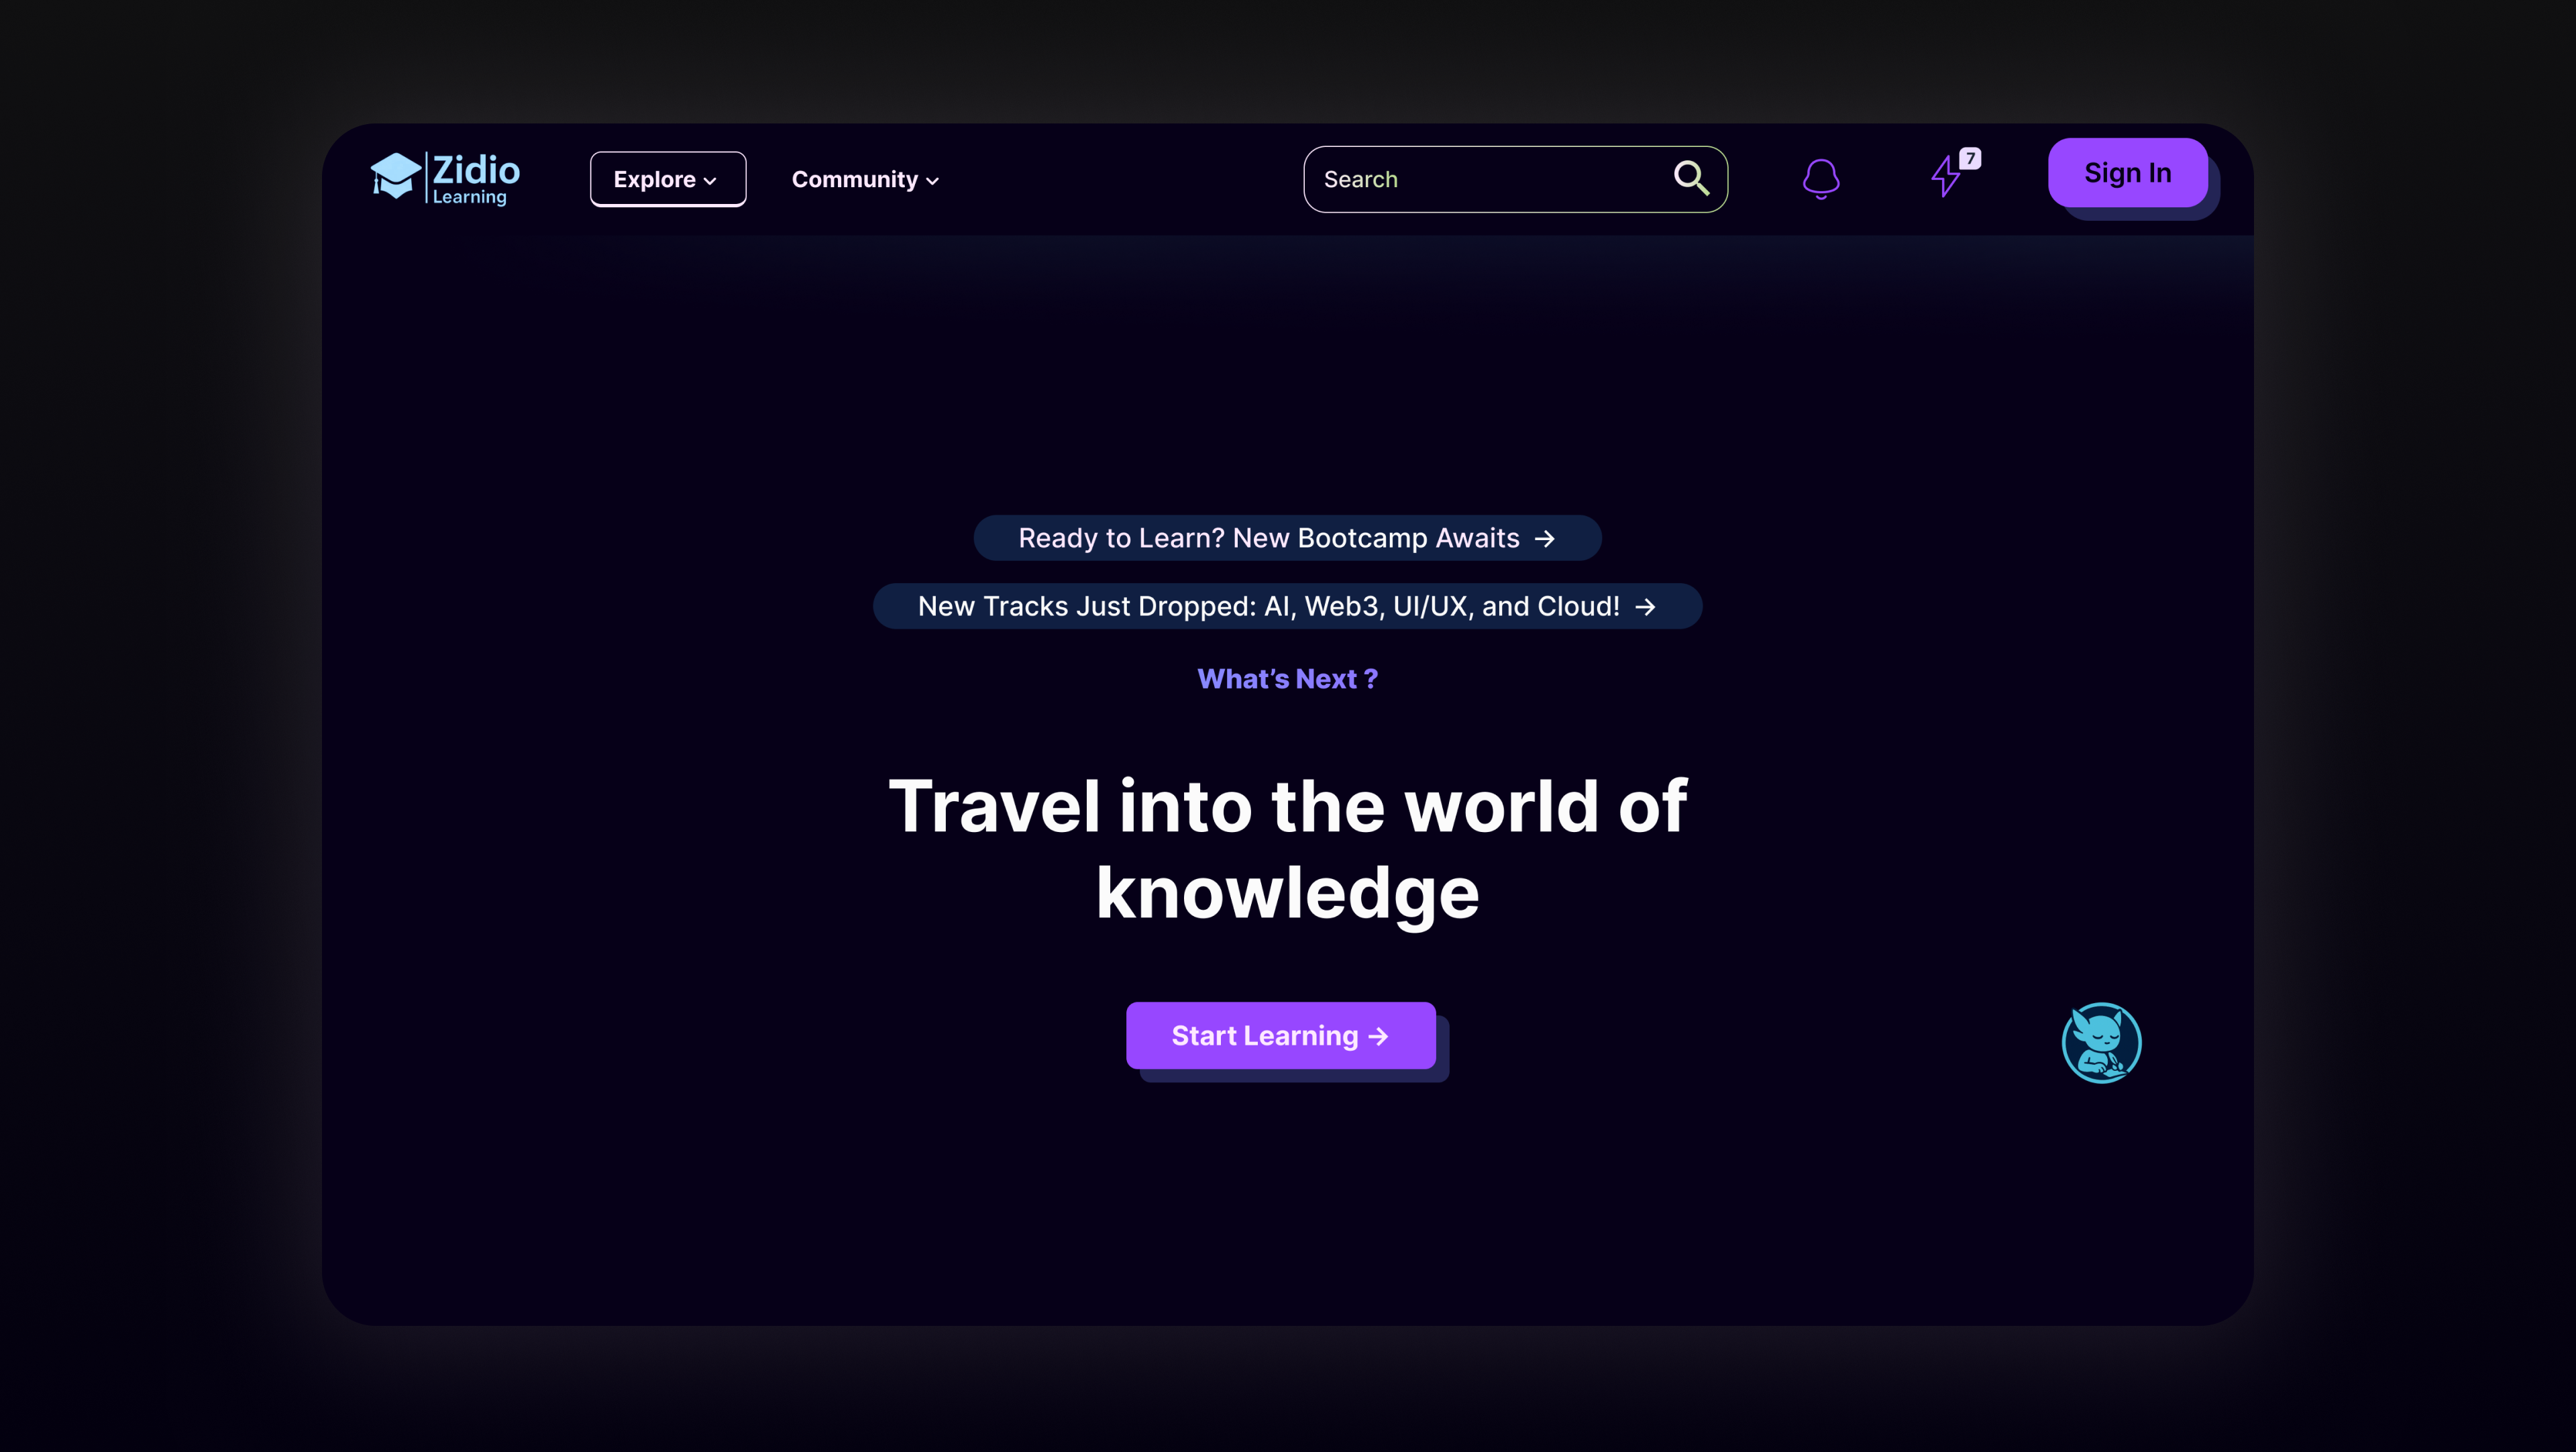 Zidio
Learning
Explore
Community
Search
7
Sign In
Ready to Learn? New Bootcamp Awaits →
New Tracks Just Dropped: AI, Web3, UI/UX, and Cloud! →
What’s Next ?
Travel into the world of
knowledge
Start Learning →